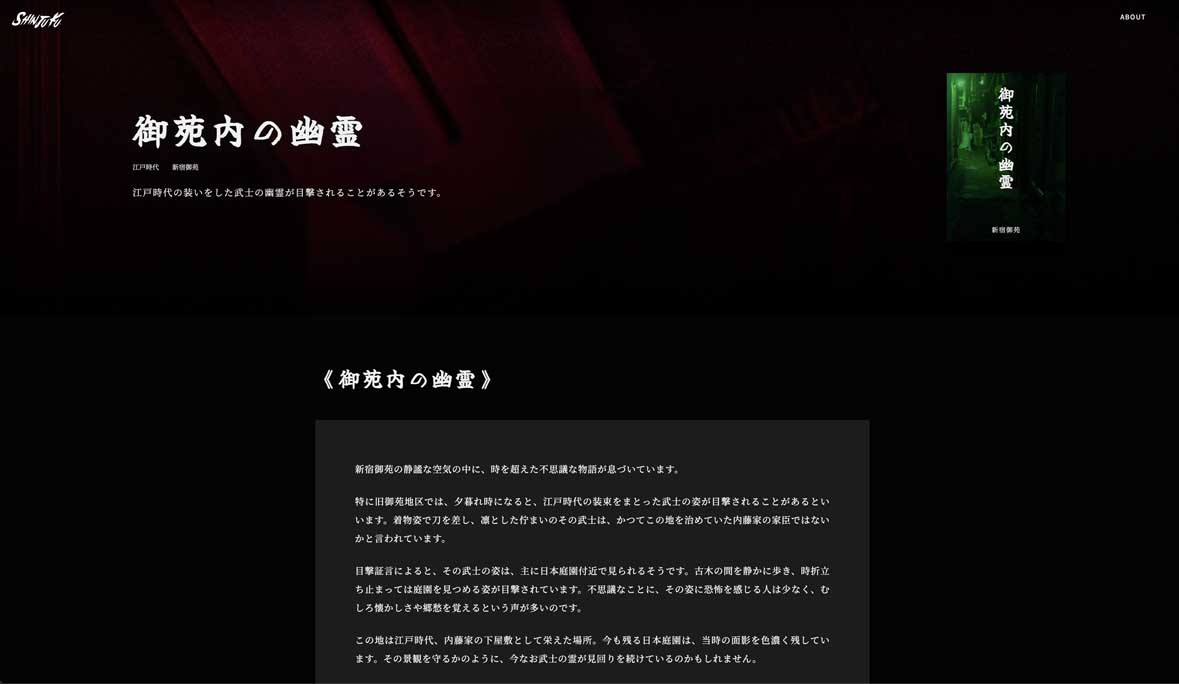 SHINJUKU
ABOUT
御苑内の幽霊
江戸時代　新宿御苑
江戸時代の装いをした武士の幽霊が目撃されることがあるそうです。
御苑内の幽霊
新宿御苑
《御苑内の幽霊》
新宿御苑の静謐な空気の中に、時を超えた不思議な物語が息づいています。
特に旧御苑地区では、夕暮れ時になると、江戸時代の装束をまとった武士の姿が目撃されることがあるとい
います。着物姿で刀を差し、凛とした佇まいのその武士は、かつてこの地を治めていた内藤家の家臣ではない
かと言われています。
目撃証言によると、その武士の姿は、主に日本庭園付近で見られるそうです。古木の間を静かに歩き、時折立
ち止まっては庭園を見つめる姿が目撃されています。不思議なことに、その姿に恐怖を感じる人は少なく、む
しろ懐かしさや郷愁を覚えるという声が多いのです。
この地は江戸時代、内藤家の下屋敷として栄えた場所。今も残る日本庭園は、当時の面影を色濃く残してい
ます。その景観を守るかのように、今なお武士の霊が見回りを続けているのかもしれません。